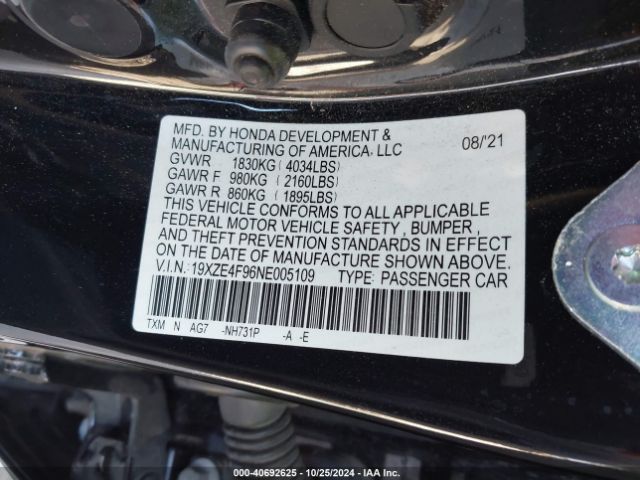 MFD. BY HONDA DEVELOPMENT &
MANUFACTURING OF AMERICA, LLC 08/'21
GVWR 1830KG ( 4034LBS)
GAWR F 980KG ( 2160LBS)
GAWR R 860KG ( 1895LBS)
THIS VEHICLE CONFORMS TO ALL APPLICABLE
FEDERAL MOTOR VEHICLE SAFETY , BUMPER ,
AND THEFT PREVENTION STANDARDS IN EFFECT ON
THE DATE OF MANUFACTURE SHOWN ABOVE.
V.I.N.:19XZE4F96NE005109 TYPE: PASSENGER CAR
TXM N AG7 -NH731P -A -E
000-40692625 - 10/25/2024 - IAA Inc.